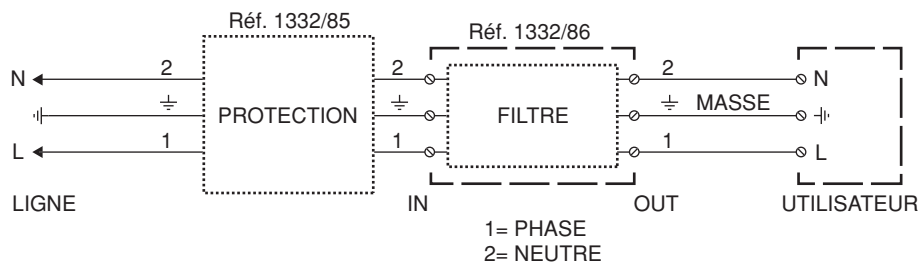 Réf. 1332/85
Réf. 1332/86
N 2 2 2 N
PROTECTION FILTRE MASSE
L 1 1 1 L
LIGNE IN OUT UTILISATEUR
1= PHASE
2= NEUTRE